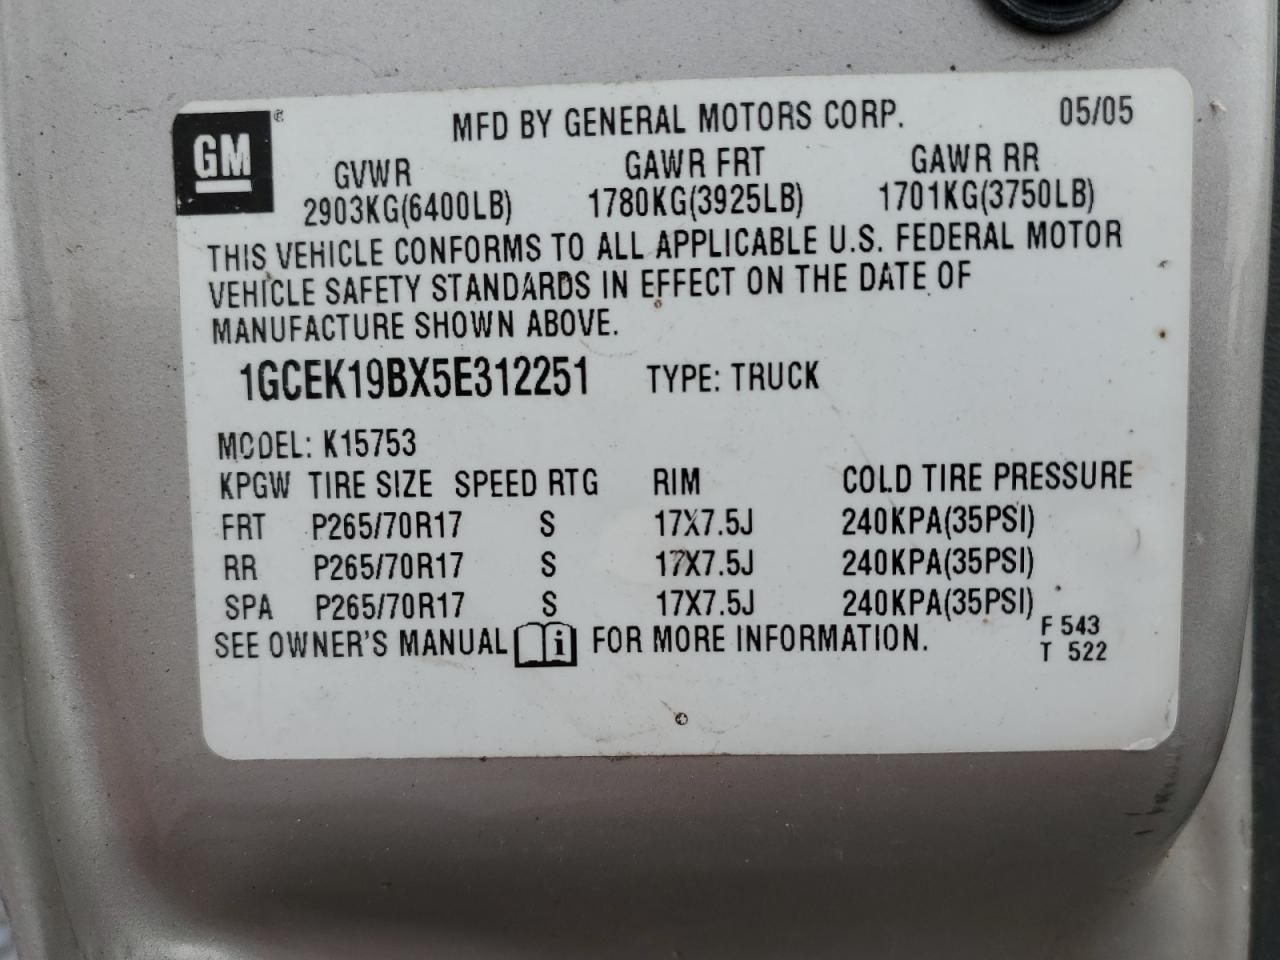 GM ®
MFD BY GENERAL MOTORS CORP. 05/05
GVWR GAWR FRT GAWR RR
2903KG(6400LB) 1780KG(3925LB) 1701KG(3750LB)
THIS VEHICLE CONFORMS TO ALL APPLICABLE U.S. FEDERAL MOTOR
VEHICLE SAFETY STANDARDS IN EFFECT ON THE DATE OF
MANUFACTURE SHOWN ABOVE.
1GCEK19BX5E312251 TYPE: TRUCK
MODEL: K15753
KPGW TIRE SIZE SPEED RTG RIM COLD TIRE PRESSURE
FRT P265/70R17 S 17X7.5J 240KPA(35PSI)
RR P265/70R17 S 17X7.5J 240KPA(35PSI)
SPA P265/70R17 S 17X7.5J 240KPA(35PSI)
SEE OWNER'S MANUAL i FOR MORE INFORMATION.
F 543
T 522